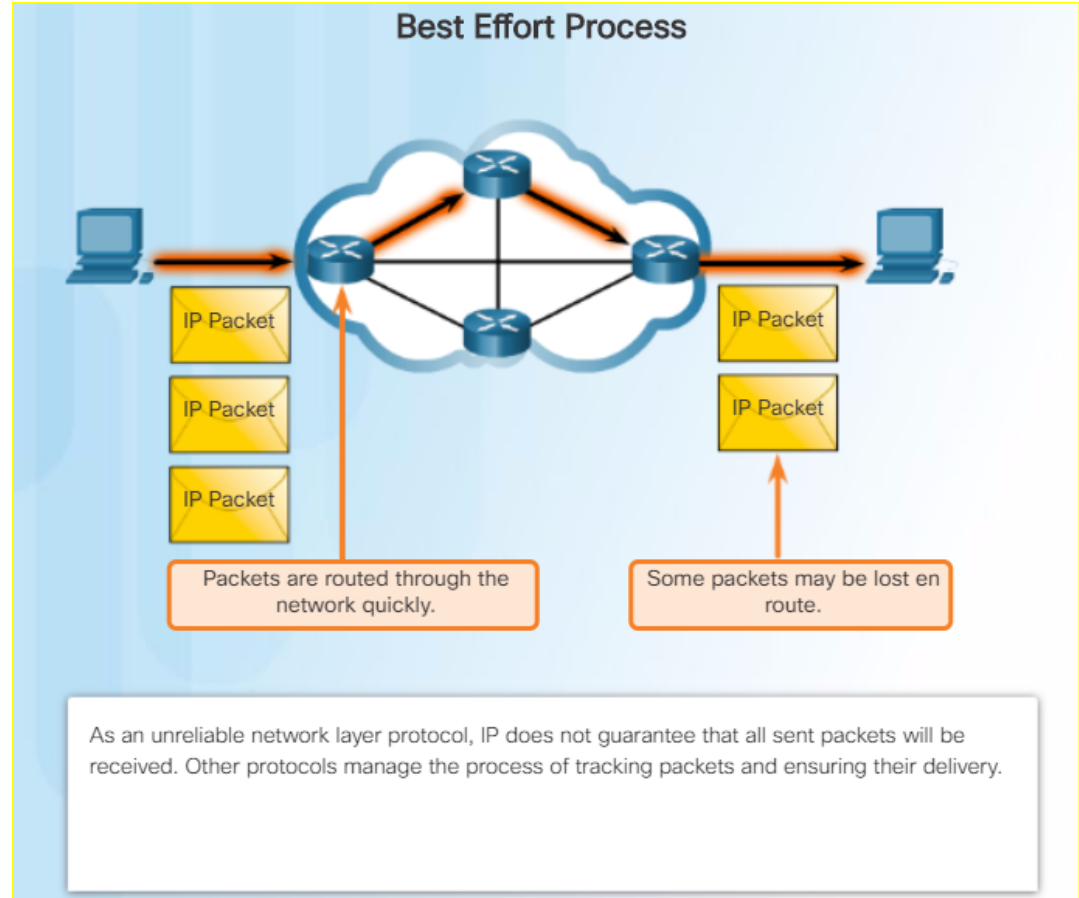 Best Effort Process
IP Packet
IP Packet
IP Packet
IP Packet
IP Packet
Packets are routed through the
network quickly.
Some packets may be lost en
route.
As an unreliable network layer protocol, IP does not guarantee that all sent packets will be
received. Other protocols manage the process of tracking packets and ensuring their delivery.